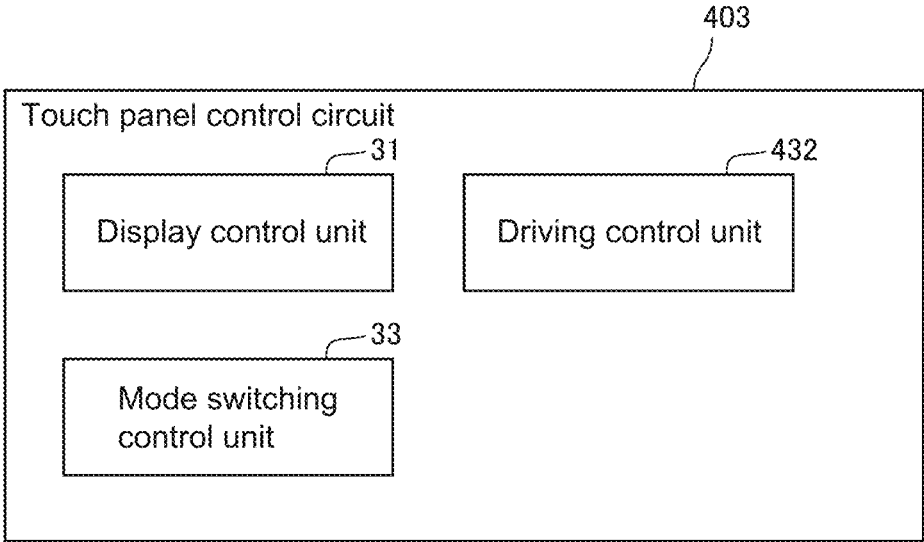 403
Touch panel control circuit
31
432
Display control unit
Driving control unit
33
Mode switching
control unit